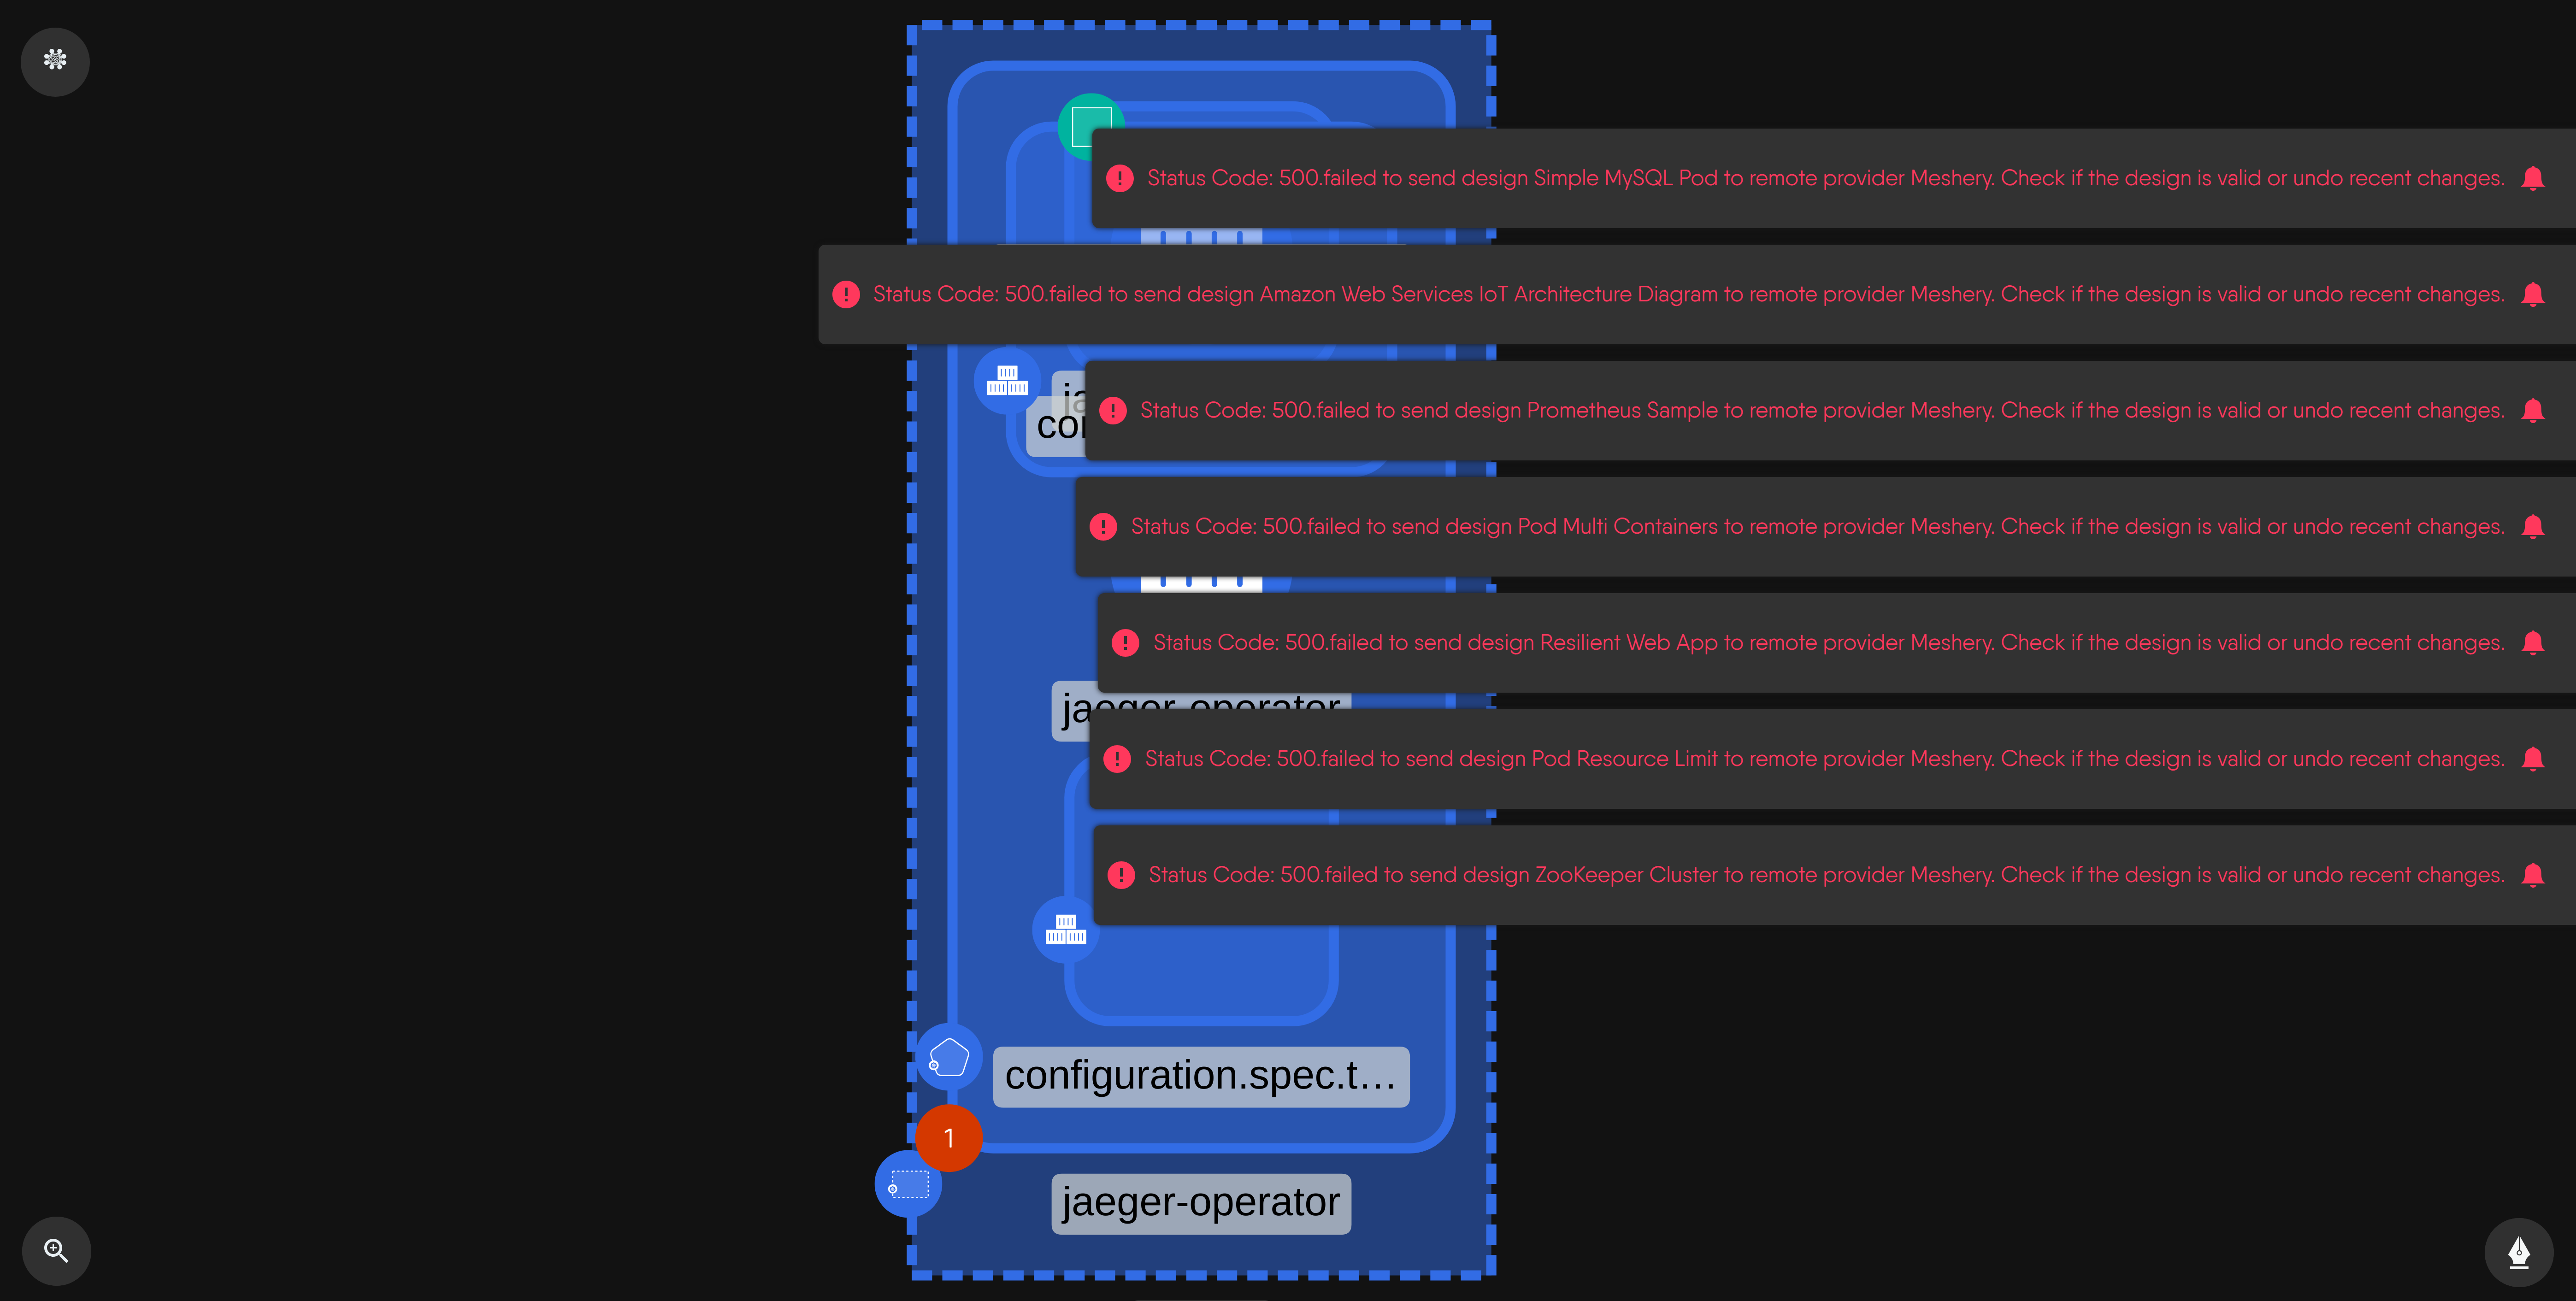 Status Code: 500.failed to send design Simple MySQL Pod to remote provider Meshery. Check if the design is valid or undo recent changes.
Status Code: 500.failed to send design Amazon Web Services IoT Architecture Diagram to remote provider Meshery. Check if the design is valid or undo recent changes.
Status Code: 500.failed to send design Prometheus Sample to remote provider Meshery. Check if the design is valid or undo recent changes.
Status Code: 500.failed to send design Pod Multi Containers to remote provider Meshery. Check if the design is valid or undo recent changes.
Status Code: 500.failed to send design Resilient Web App to remote provider Meshery. Check if the design is valid or undo recent changes.
jaeger-operator
Status Code: 500.failed to send design Pod Resource Limit to remote provider Meshery. Check if the design is valid or undo recent changes.
Status Code: 500.failed to send design ZooKeeper Cluster to remote provider Meshery. Check if the design is valid or undo recent changes.
configuration.spec.t...
1
jaeger-operator